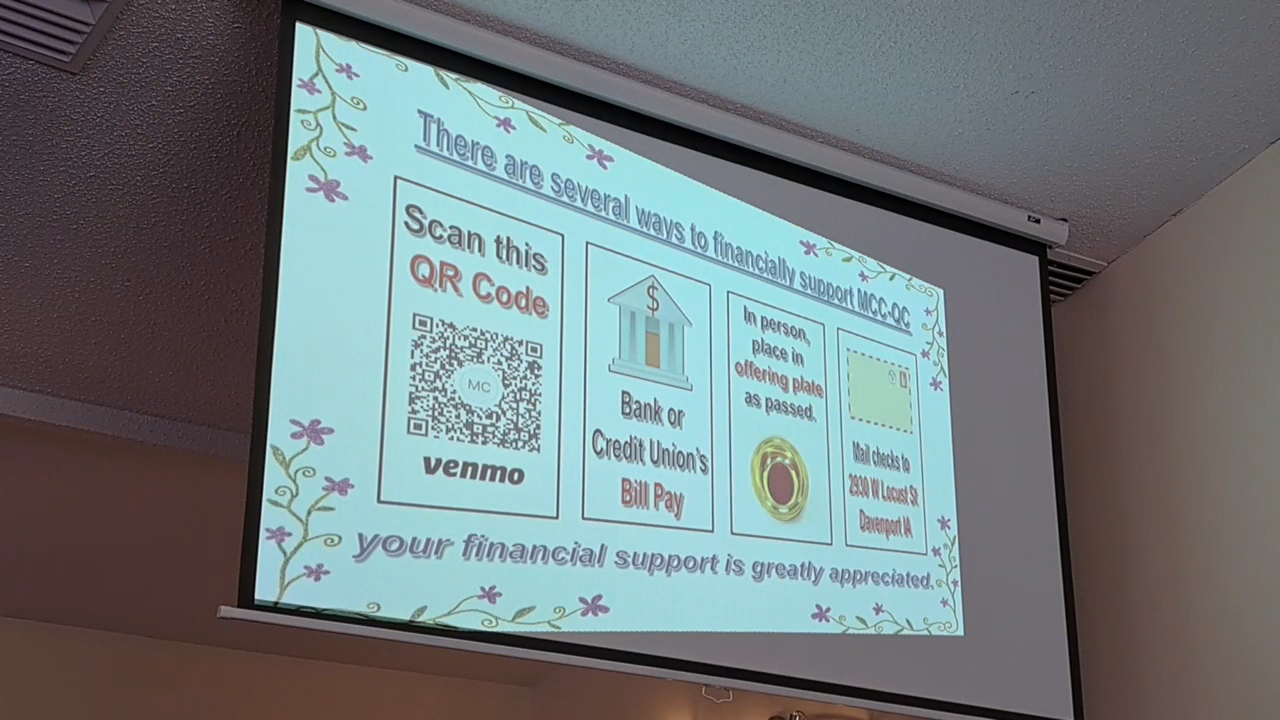 There are several ways to financially support MCC-QC
Scan this
QR Code
MC
venmo
$
Bank or
Credit Union's
Bill Pay
In person,
place in
offering plate
as passed.
Mail checks to
2930 W Locust St
Davenport IA
your financial support is greatly appreciated.